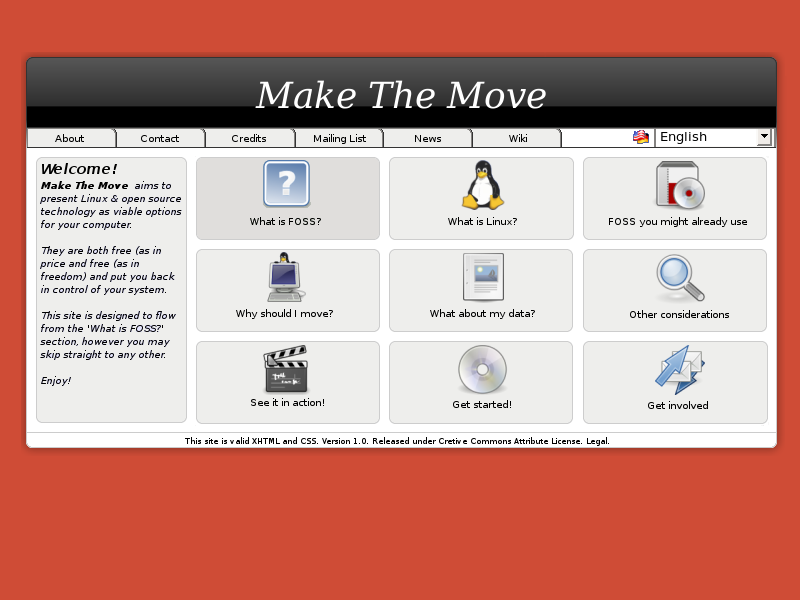 Make The Move
About
Contact
Credits
Mailing List
News
Wiki
English
Welcome!
Make The Move aims to
present Linux & open source
technology as viable options
for your computer.
They are both free (as in
price and free (as in
freedom) and put you back
in control of your system.
This site is designed to flow
from the 'What is FOSS?'
section, however you may
skip straight to any other.
Enjoy!
?
What is FOSS?
What is Linux?
FOSS you might already use
Why should I move?
What about my data?
Other considerations
See it in action!
Get started!
Get involved
This site is valid XHTML and CSS. Version 1.0. Released under Cretive Commons Attribute License. Legal.